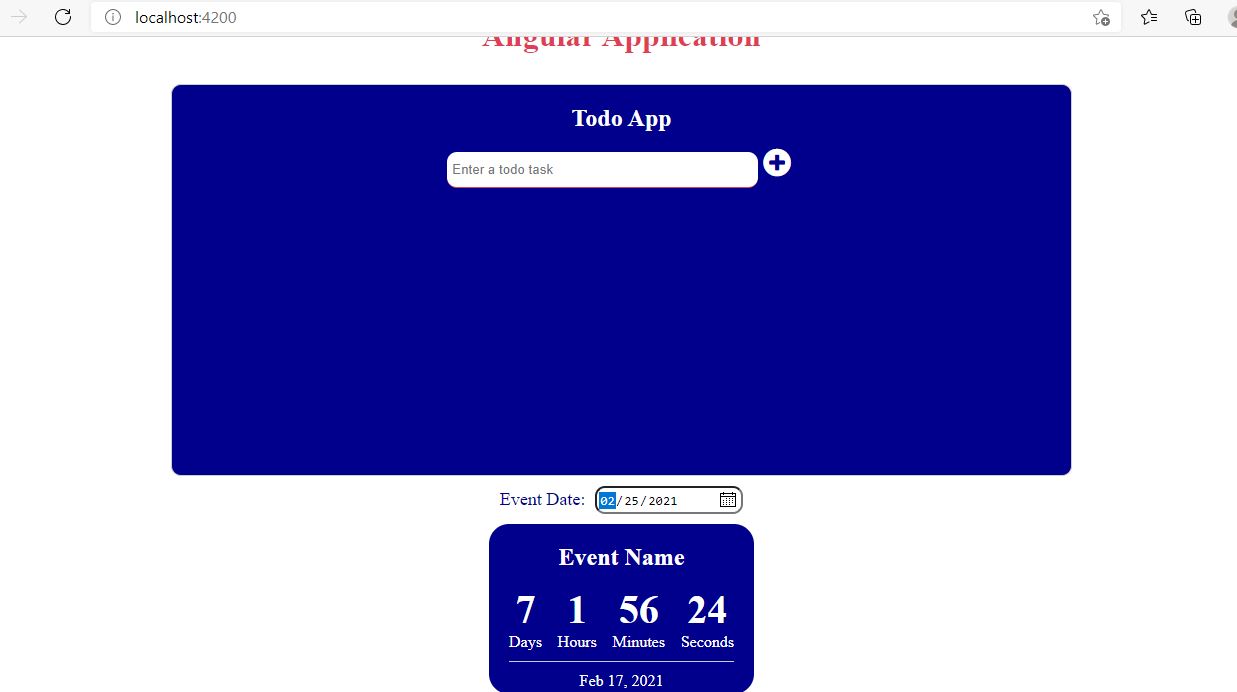 localhost:4200
Angular Application
Todo App
Enter a todo task
Event Date: 02/25/2021
Event Name
7 1 56 24
Days Hours Minutes Seconds
Feb 17, 2021